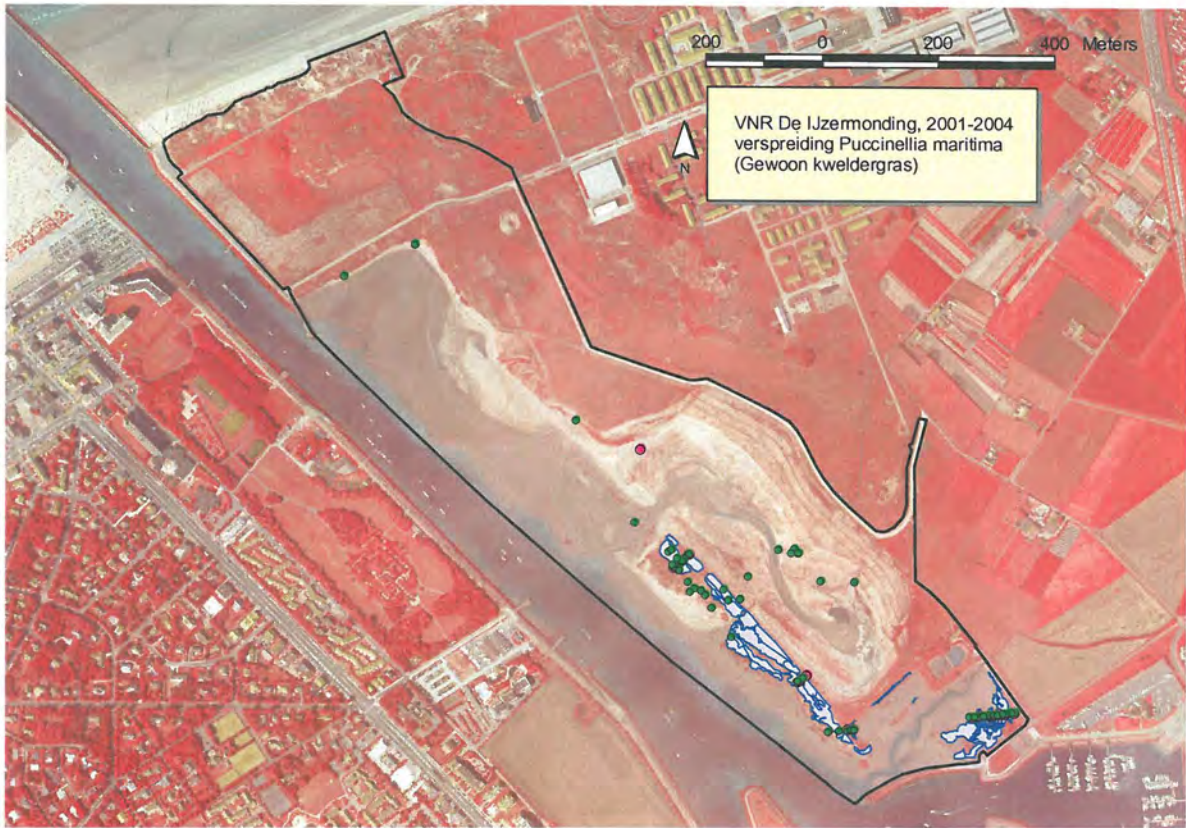 200 0 200 400 Meters
VNR De IJzermonding, 2001-2004
verspreiding Puccinellia maritima
(Gewoon kweldergras)
N